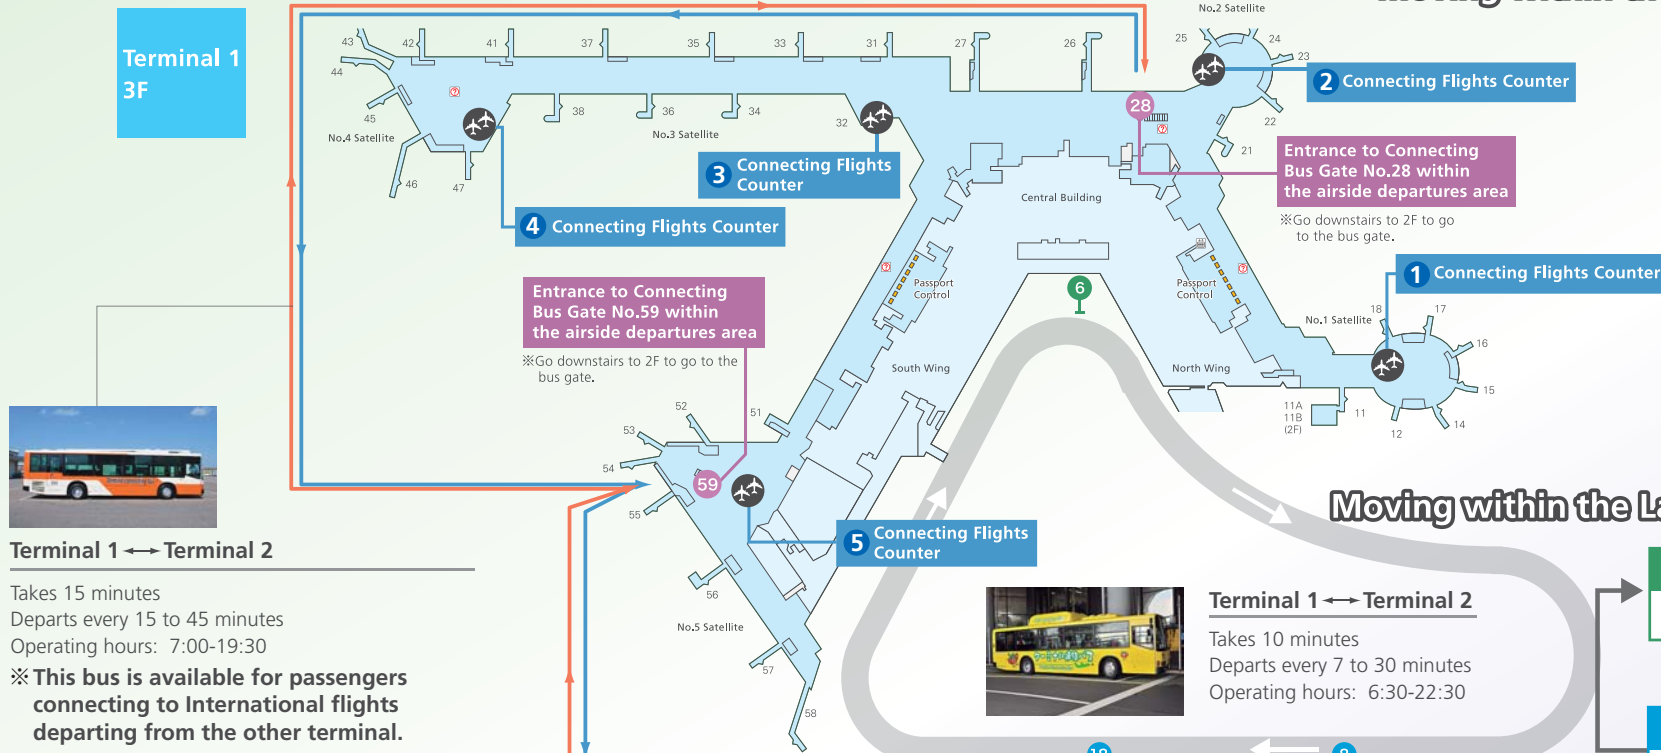 No.2 Satellite
Terminal 1
3F
43
42
41
37
35
33
31
27
26
25
24
23
44
45
No.4 Satellite
46
47
38
36
No.3 Satellite
34
32
28
22
21
2 Connecting Flights Counter
3 Connecting Flights
Counter
4 Connecting Flights Counter
Entrance to Connecting
Bus Gate No.28 within
the airside departures area
※Go downstairs to 2F to go
to the bus gate.
Central Building
1 Connecting Flights Counter
Entrance to Connecting
Bus Gate No.59 within
the airside departures area
※Go downstairs to 2F to go to the
bus gate.
Passport
Control
6
Passport
Control
No.1 Satellite
18
17
16
15
14
12
11
11A
11B
(2F)
South Wing
North Wing
51
52
53
54
55
59
56
No.5 Satellite
57
58
5 Connecting Flights
Counter
Moving within the La
Terminal 1 ↔ Terminal 2
Takes 15 minutes
Departs every 15 to 45 minutes
Operating hours: 7:00-19:30
※This bus is available for passengers
connecting to International flights
departing from the other terminal.
Terminal 1 ↔ Terminal 2
Takes 10 minutes
Departs every 7 to 30 minutes
Operating hours: 6:30-22:30